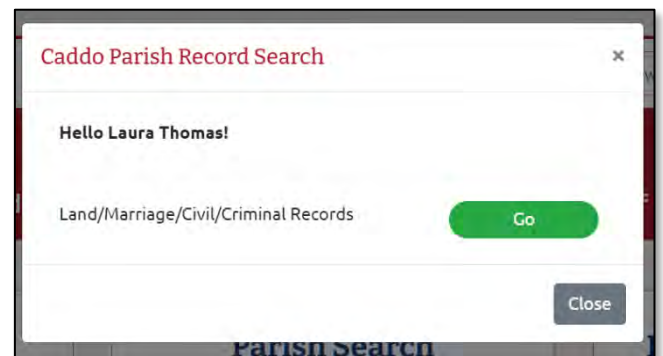 Caddo Parish Record Search ×
Hello Laura Thomas!
Land/Marriage/Civil/Criminal Records Go
Close
Parish Search